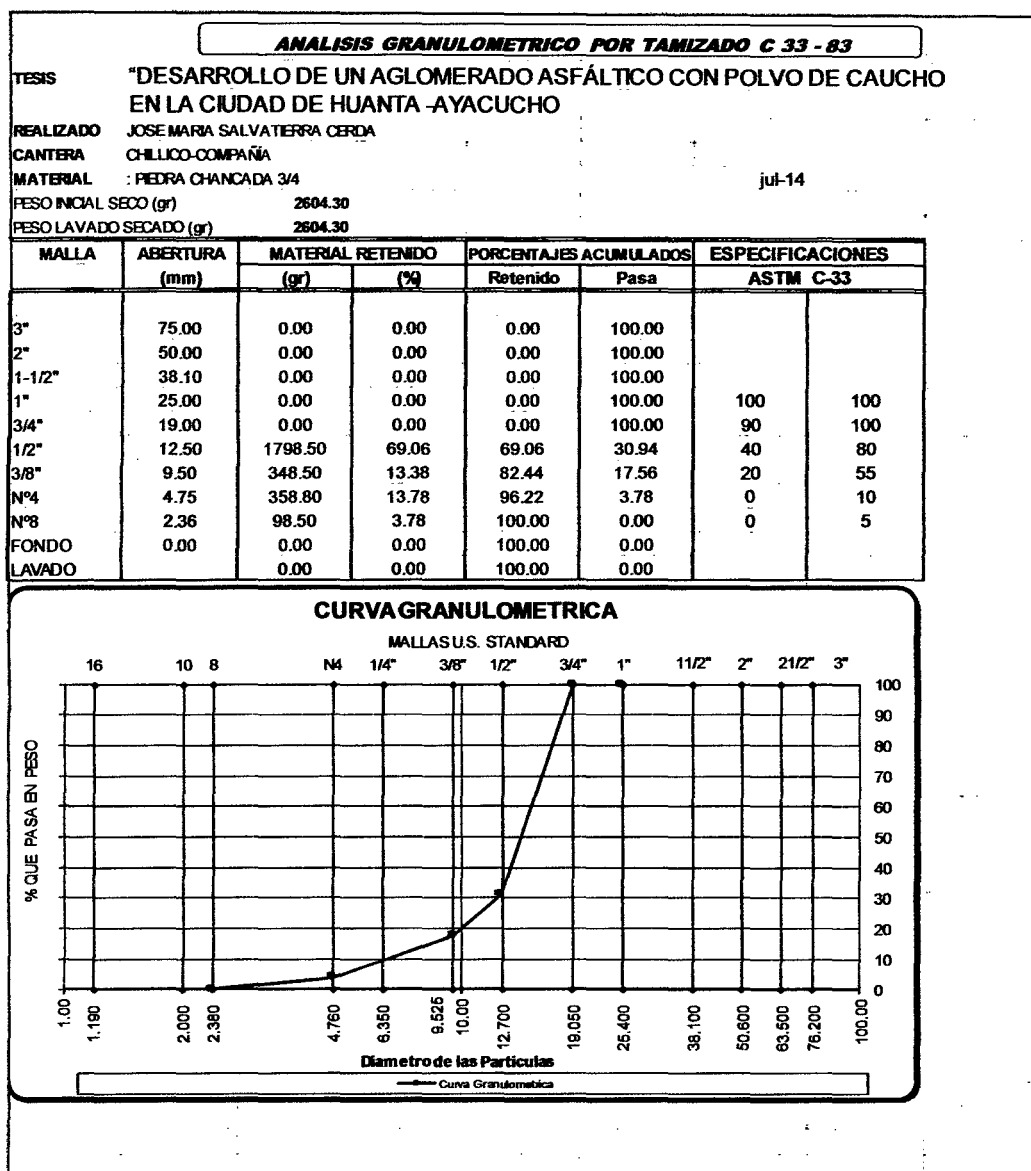 ANALISIS GRANULOMETRICO POR TAMIZADO C 33 - 83
TESIS "DESARROLLO DE UN AGLOMERADO ASFÁLTICO CON POLVO DE CAUCHO
EN LA CIUDAD DE HUANTA -AYACUCHO
REALIZADO JOSE MARIA SALVATIERRA CERDA
CANTERA CHILLICO-COMPAÑÍA
MATERIAL : PIEDRA CHANCADA 3/4 jul-14
PESO INICIAL SECO (gr) 2604.30
PESO LAVADO SECADO (gr) 2604.30
MALLA ABERTURA MATERIAL RETENIDO PORCENTAJES ACUMULADOS ESPECIFICACIONES
(mm) (gr) (%) Retenido Pasa ASTM C-33
3" 75.00 0.00 0.00 0.00 100.00
2" 50.00 0.00 0.00 0.00 100.00
1-1/2" 38.10 0.00 0.00 0.00 100.00
1" 25.00 0.00 0.00 0.00 100.00 100 100
3/4" 19.00 0.00 0.00 0.00 100.00 90 100
1/2" 12.50 1798.50 69.06 69.06 30.94 40 80
3/8" 9.50 348.50 13.38 82.44 17.56 20 55
Nº4 4.75 358.80 13.78 96.22 3.78 0 10
Nº8 2.36 98.50 3.78 100.00 0.00 0 5
FONDO 0.00 0.00 0.00 100.00 0.00
LAVADO 0.00 0.00 100.00 0.00
CURVA GRANULOMETRICA
MALLAS U.S. STANDARD
16 10 8 N4 1/4" 3/8" 1/2" 3/4" 1" 11/2" 2" 21/2" 3"
100
90
80
70
60
50
40
30
20
10
0
% QUE PASA EN PESO
1.00 1.190 2.000 2.380 4.760 6.350 9.525 10.00 12.700 19.050 25.400 38.100 50.600 63.500 76.200 100.00
Diametro de las Particulas
Curva Granulometica